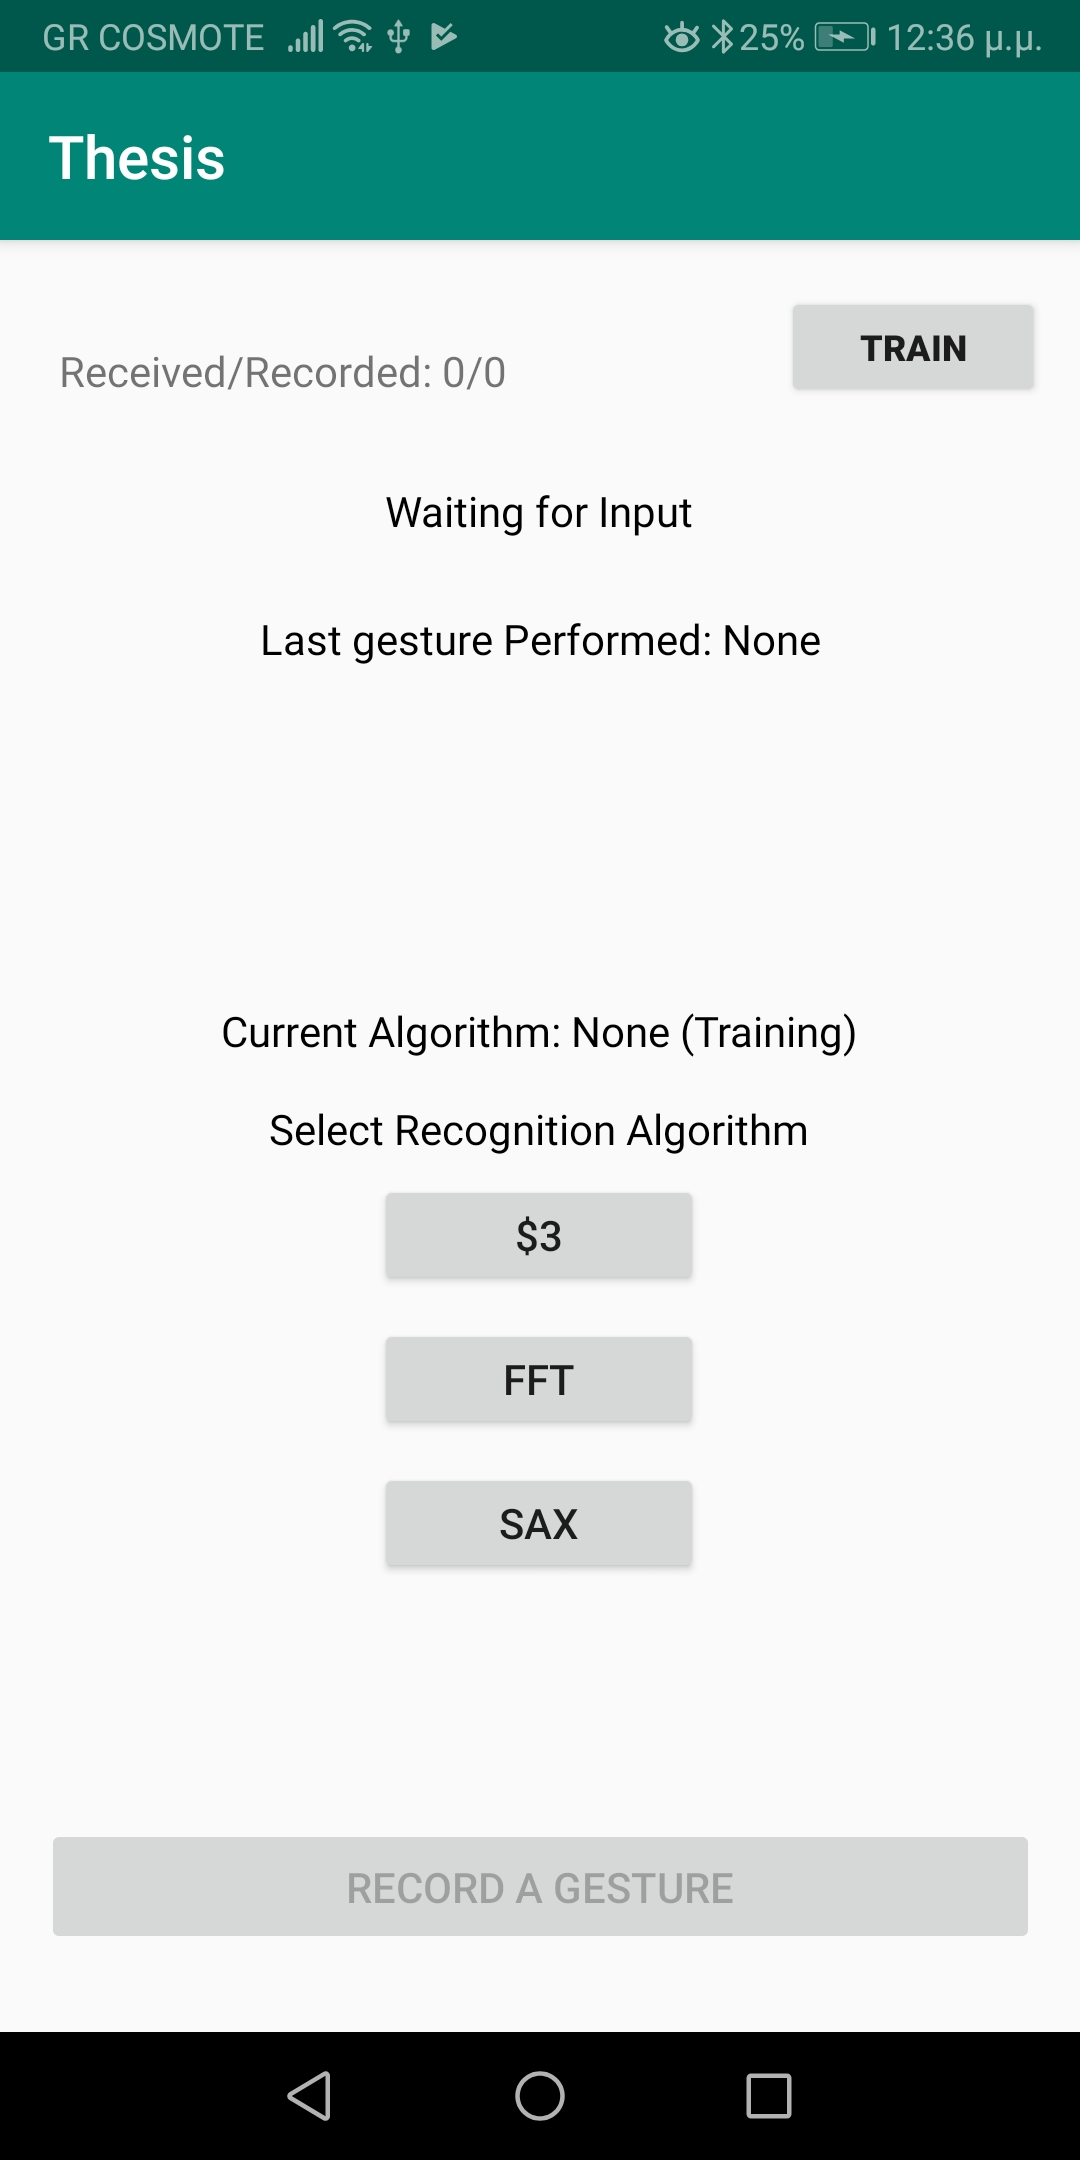 GR COSMOTE 25% 12:36 μ.μ.
Thesis
TRAIN
Received/Recorded: 0/0
Waiting for Input
Last gesture Performed: None
Current Algorithm: None (Training)
Select Recognition Algorithm
$3
FFT
SAX
RECORD A GESTURE